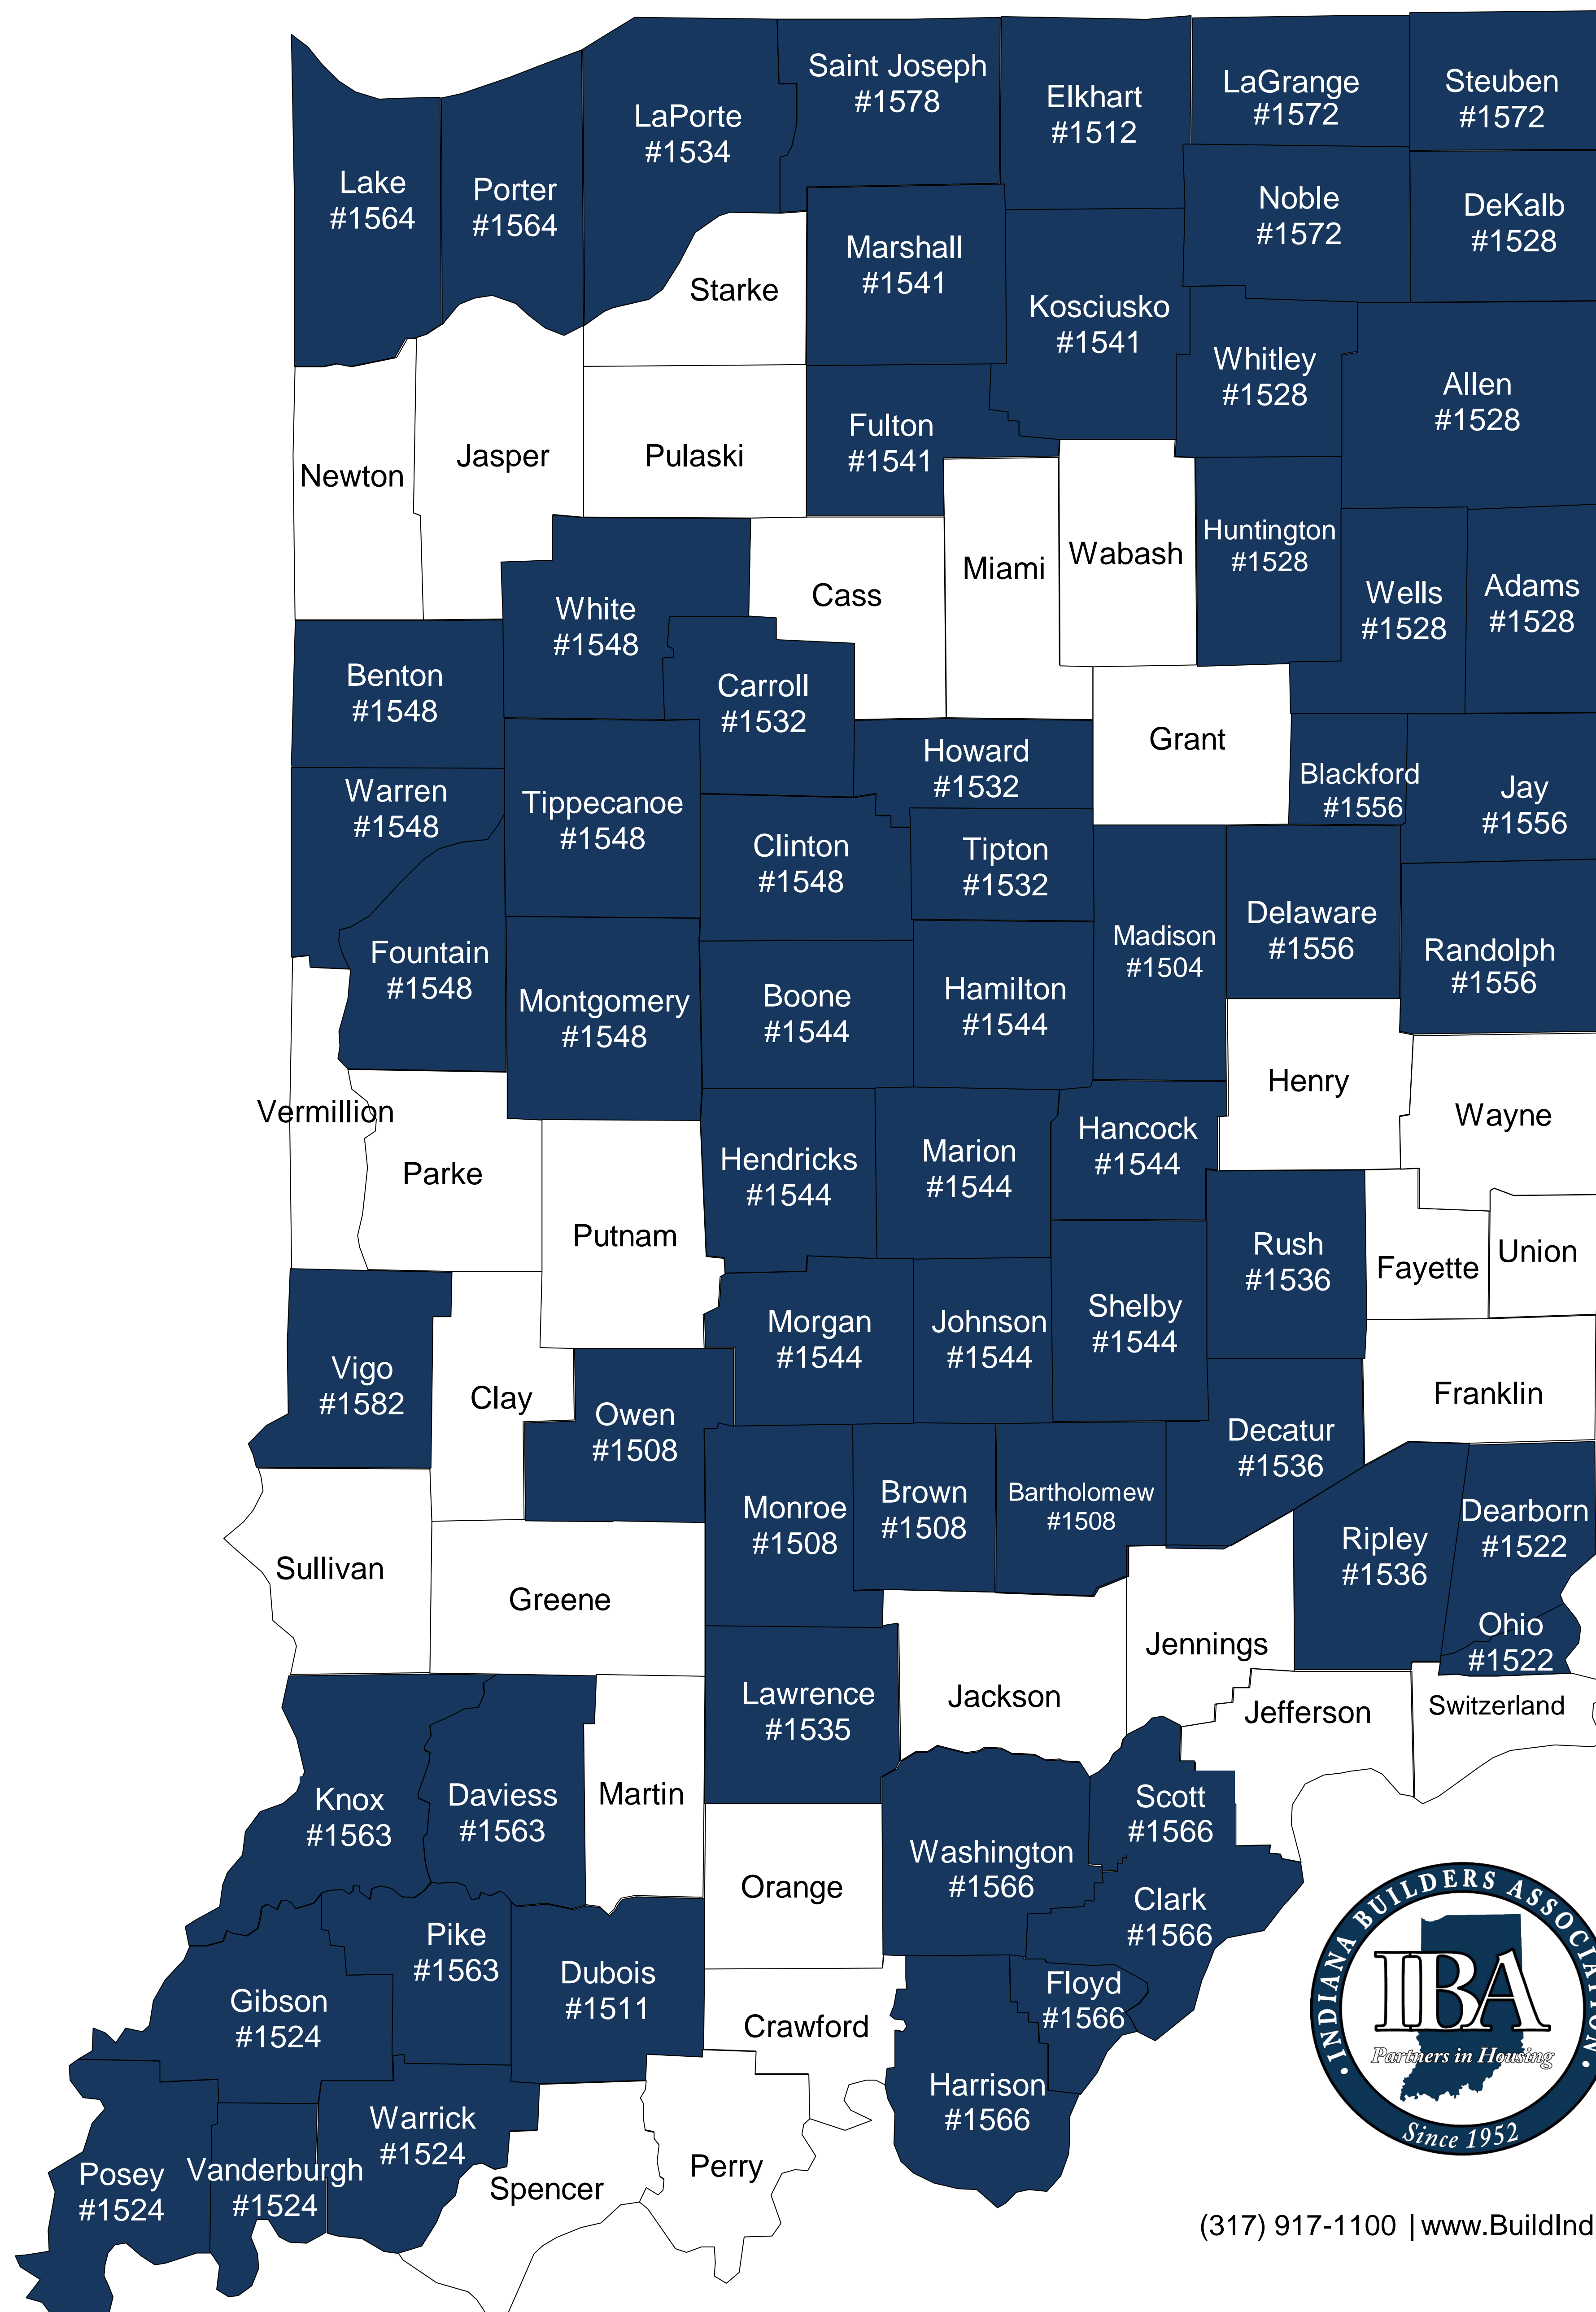 Saint Joseph
#1578
LaGrange
#1572
Steuben
#1572
Elkhart
#1512
LaPorte
#1534
Lake
#1564
Porter
#1564
Noble
#1572
DeKalb
#1528
Marshall
#1541
Starke
Kosciusko
#1541
Whitley
#1528
Allen
#1528
Fulton
#1541
Newton
Jasper
Pulaski
Huntington
#1528
Wabash
Miami
Cass
Wells
#1528
Adams
#1528
White
#1548
Benton
#1548
Carroll
#1532
Grant
Howard
#1532
Blackford
#1556
Jay
#1556
Warren
#1548
Tippecanoe
#1548
Clinton
#1548
Tipton
#1532
Delaware
#1556
Madison
#1504
Randolph
#1556
Fountain
#1548
Montgomery
#1548
Boone
#1544
Hamilton
#1544
Henry
Wayne
Vermillion
Parke
Hendricks
#1544
Marion
#1544
Hancock
#1544
Putnam
Rush
#1536
Fayette
Union
Morgan
#1544
Johnson
#1544
Shelby
#1544
Vigo
#1582
Clay
Owen
#1508
Franklin
Decatur
#1536
Monroe
#1508
Brown
#1508
Bartholomew
#1508
Ripley
#1536
Dearborn
#1522
Sullivan
Greene
Jennings
Ohio
#1522
Lawrence
#1535
Jackson
Jefferson
Switzerland
Knox
#1563
Daviess
#1563
Martin
Scott
#1566
Washington
#1566
Orange
Clark
#1566
Pike
#1563
Dubois
#1511
Gibson
#1524
Floyd
#1566
Crawford
Harrison
#1566
Warrick
#1524
Posey
#1524
Vanderburgh
#1524
Spencer
Perry
• INDIANA BUILDERS ASSOCIATION •
IBA
Partners in Housing
Since 1952
(317) 917-1100 | www.BuildInd